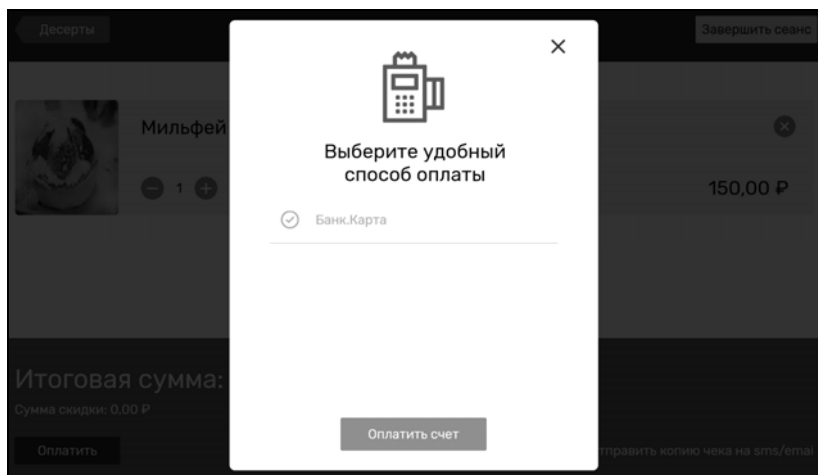 Десерты
Завершить сеанс
Мильфей
1
150,00 ₽
Выберите удобный
способ оплаты
Банк.Карта
Итоговая сумма:
Сумма скидки: 0,00 ₽
Оплатить
Оплатить счет
тправить копию чека на sms/emai